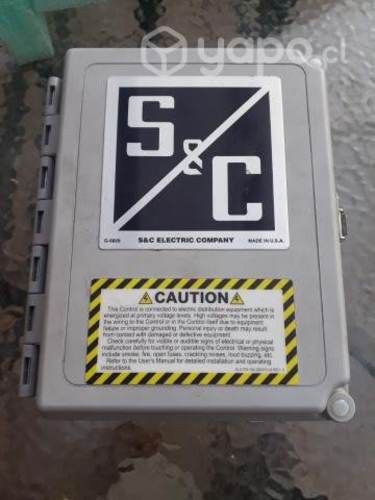 yapo.cl
S&C
S&C ELECTRIC COMPANY MADE IN U.S.A.
CAUTION
This Control is connected to electric distribution equipment which is
energized at primary voltage levels. High voltages may be present in
the wiring to the Control or in the Control itself due to equipment
failure or improper grounding. Personal injury or death may result
from contact with damaged or defective equipment.
Check carefully for visible or audible signs of electrical or physical
malfunction before touching or operating the Control. Warning signs
include smoke, fire, open fuses, crackling noises, loud buzzing, etc.
Refer to the User's Manual for detailed installation and operating
instructions.